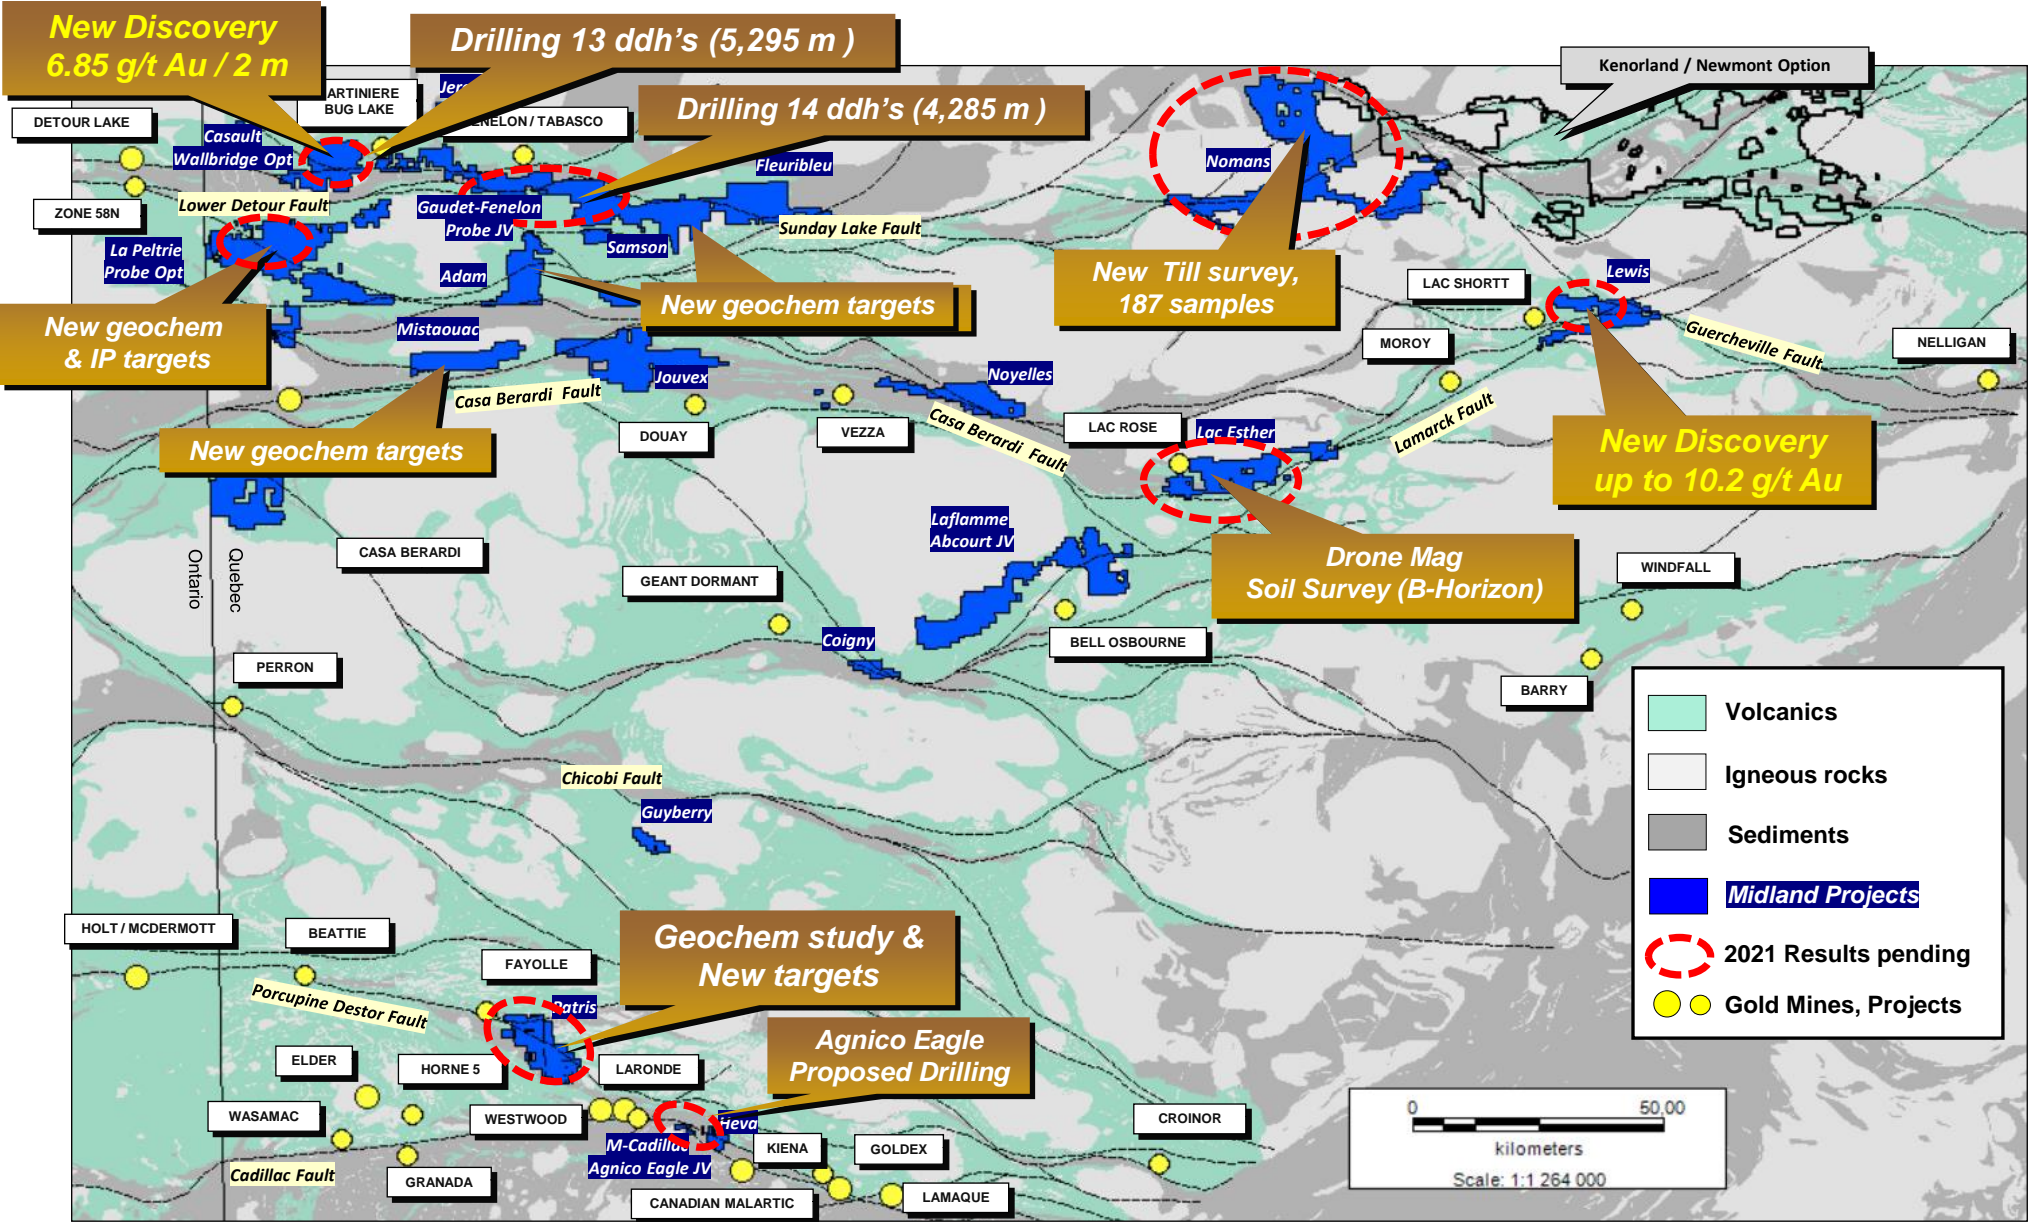 New Discovery
6.85 g/t Au / 2 m
Drilling 13 ddh's (5,295 m )
Drilling 14 ddh's (4,285 m )
Kenorland / Newmont Option
DETOUR LAKE
BUG LAKE
/ TABASCO
Casault
Wallbridge Opt
Fleuribleu
Nomans
ZONE 58N
Lower Detour Fault
Gaudet-Fenelon
Probe JV
Sunday Lake Fault
Samson
La Peltrie
Probe Opt
Adam
New geochem targets
New Till survey,
187 samples
LAC SHORTT
Lewis
New geochem
& IP targets
Mistaouac
Guercheville Fault
MOROY
NELLIGAN
Jouvex
Noyelles
Casa Berardi Fault
DOUAY
VEZZA
Casa Berardi Fault
LAC ROSE
Lac Esther
Lamarck Fault
New geochem targets
New Discovery
up to 10.2 g/t Au
Laflamme
Abcourt JV
Ontario
Quebec
CASA BERARDI
GEANT DORMANT
Drone Mag
Soil Survey (B-Horizon)
WINDFALL
Coigny
BELL OSBOURNE
PERRON
BARRY
Volcanics
Igneous rocks
Sediments
Midland Projects
2021 Results pending
Gold Mines, Projects
Chicobi Fault
Guyberry
HOLT / MCDERMOTT
BEATTIE
FAYOLLE
Geochem study &
New targets
Porcupine Destor Fault
Patris
ELDER
HORNE 5
LARONDE
Agnico Eagle
Proposed Drilling
WASAMAC
WESTWOOD
Heva
M-Cadillac
Agnico Eagle JV
KIENA
GOLDEX
CROINOR
Cadillac Fault
GRANADA
CANADIAN MALARTIC
LAMAQUE
0 50,00
kilometers
Scale: 1:1 264 000